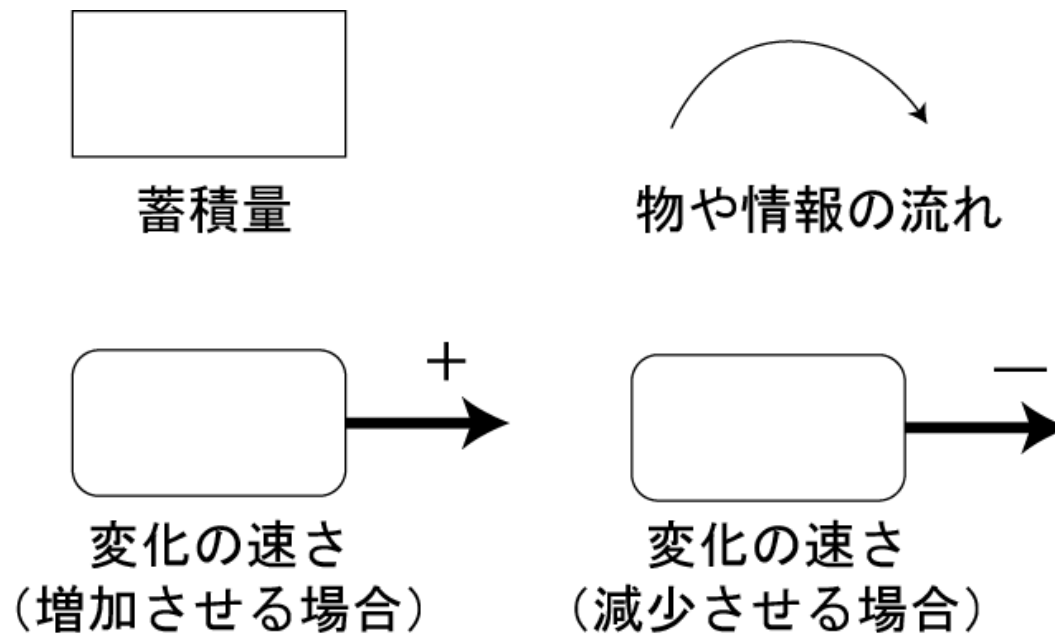 蓄積量
物や情報の流れ
+
—
変化の速さ
(増加させる場合)
変化の速さ
(減少させる場合)